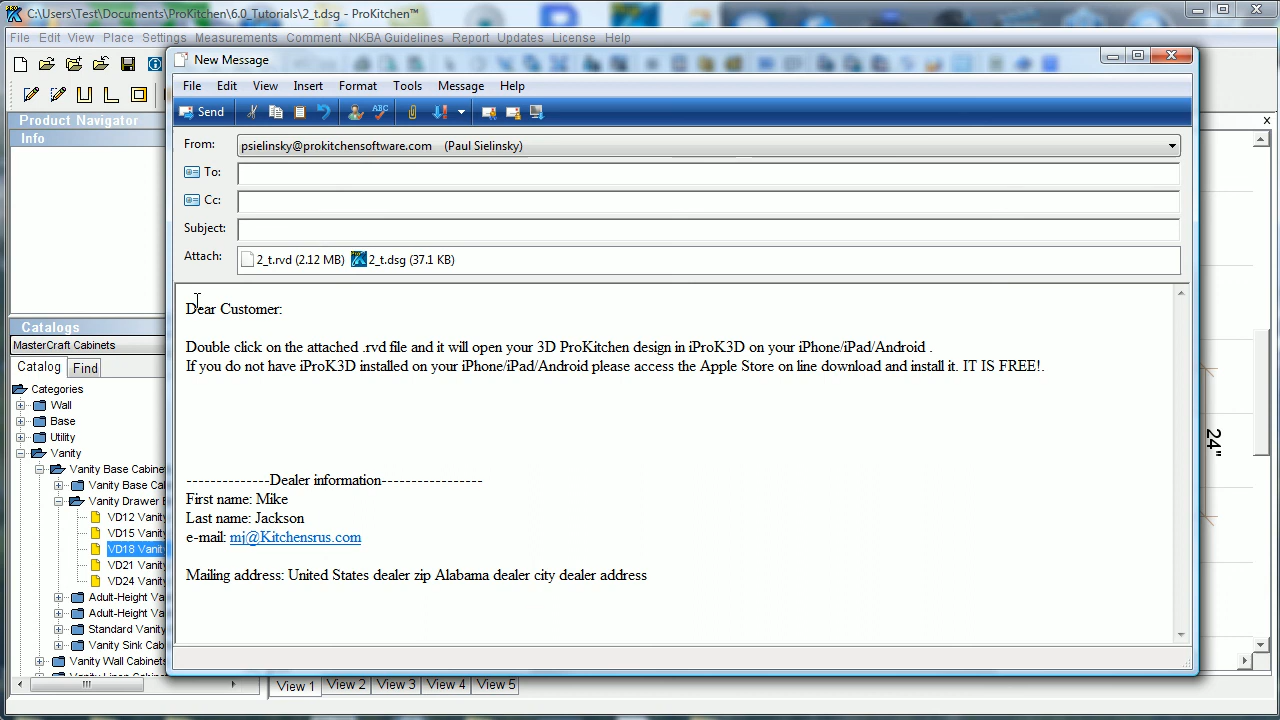 C:\Users\Test\Documents\ProKitchen\6.0_Tutorials\2_t.dsg - ProKitchen™
File Edit View Place Settings Measurements Comment NKBA Guidelines Report Updates License Help
New Message
File Edit View Insert Format Tools Message Help
Send
ABC
Product Navigator
Info
From: psielinsky@prokitchensoftware.com (Paul Sielinsky)
To:
Cc:
Subject:
Attach: 2_t.rvd (2.12 MB) 2_t.dsg (37.1 KB)
Dear Customer:
Double click on the attached .rvd file and it will open your 3D ProKitchen design in iProK3D on your iPhone/iPad/Android .
If you do not have iProK3D installed on your iPhone/iPad/Android please access the Apple Store on line download and install it. IT IS FREE!.
--------------Dealer information-----------------
First name: Mike
Last name: Jackson
e-mail: mj@Kitchensrus.com
Mailing address: United States dealer zip Alabama dealer city dealer address
Catalogs
MasterCraft Cabinets
Catalog Find
Categories
Wall
Base
Utility
Vanity
Vanity Base Cabine
Vanity Base Cab
Vanity Drawer
VD12 Vanit
VD15 Vanit
VD18 Vanit
VD21 Vanit
VD24 Vanit
Adult-Height Va
Adult-Height Va
Standard Vanity
Vanity Sink Cab
Vanity Wall Cabinets
24"
View 1 View 2 View 3 View 4 View 5